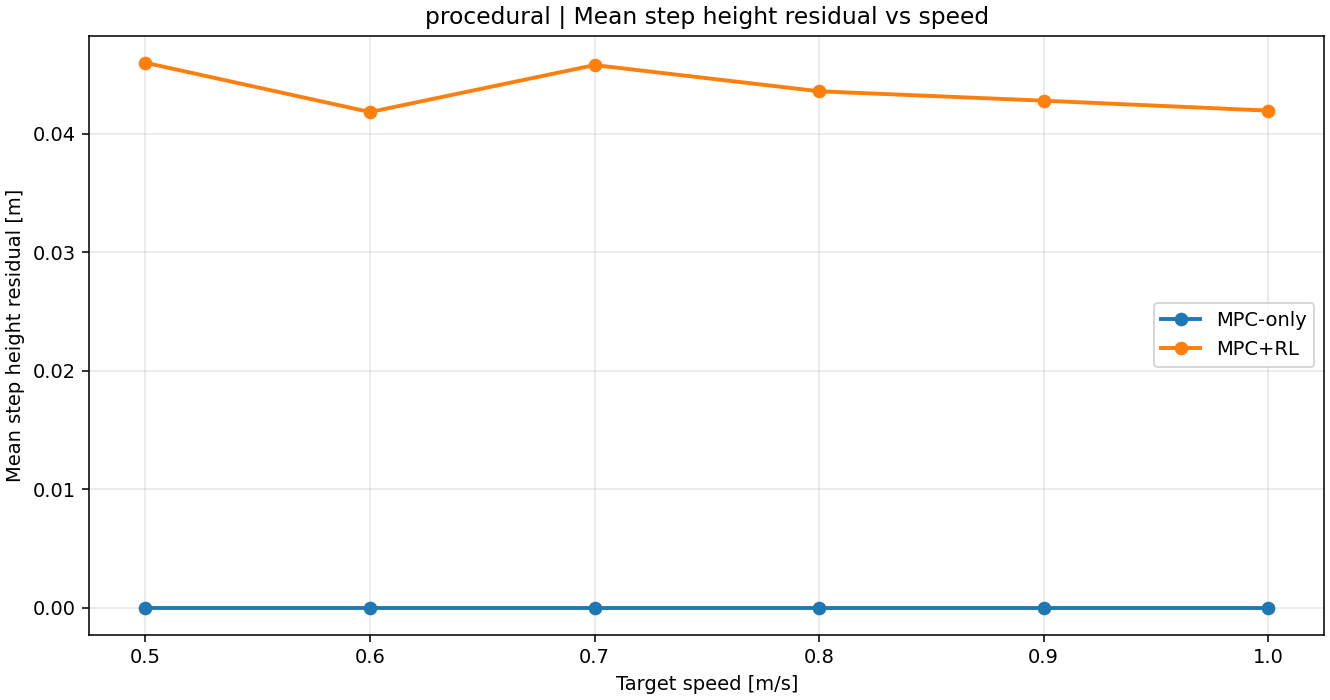 procedural | Mean step height residual vs speed
Mean step height residual [m]
0.04
0.03
0.02
0.01
0.00
MPC-only
MPC+RL
0.5 0.6 0.7 0.8 0.9 1.0
Target speed [m/s]